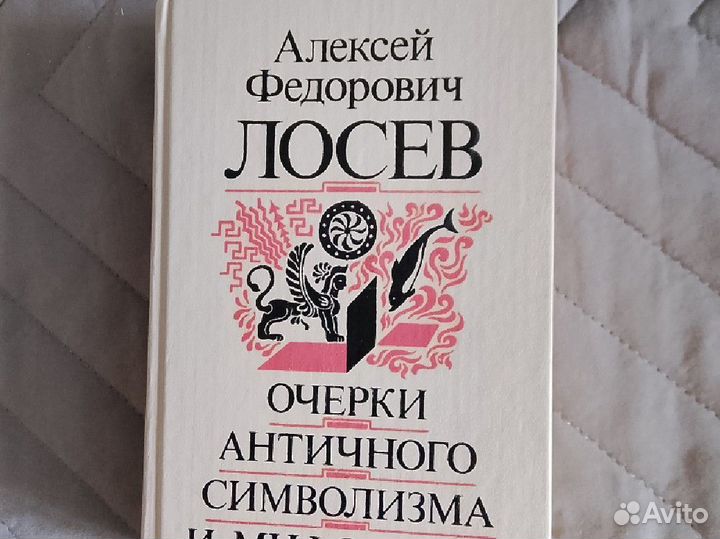 Алексей
Федорович
ЛОСЕВ
ОЧЕРКИ
АНТИЧНОГО
СИМВОЛИЗМА
И
Avito